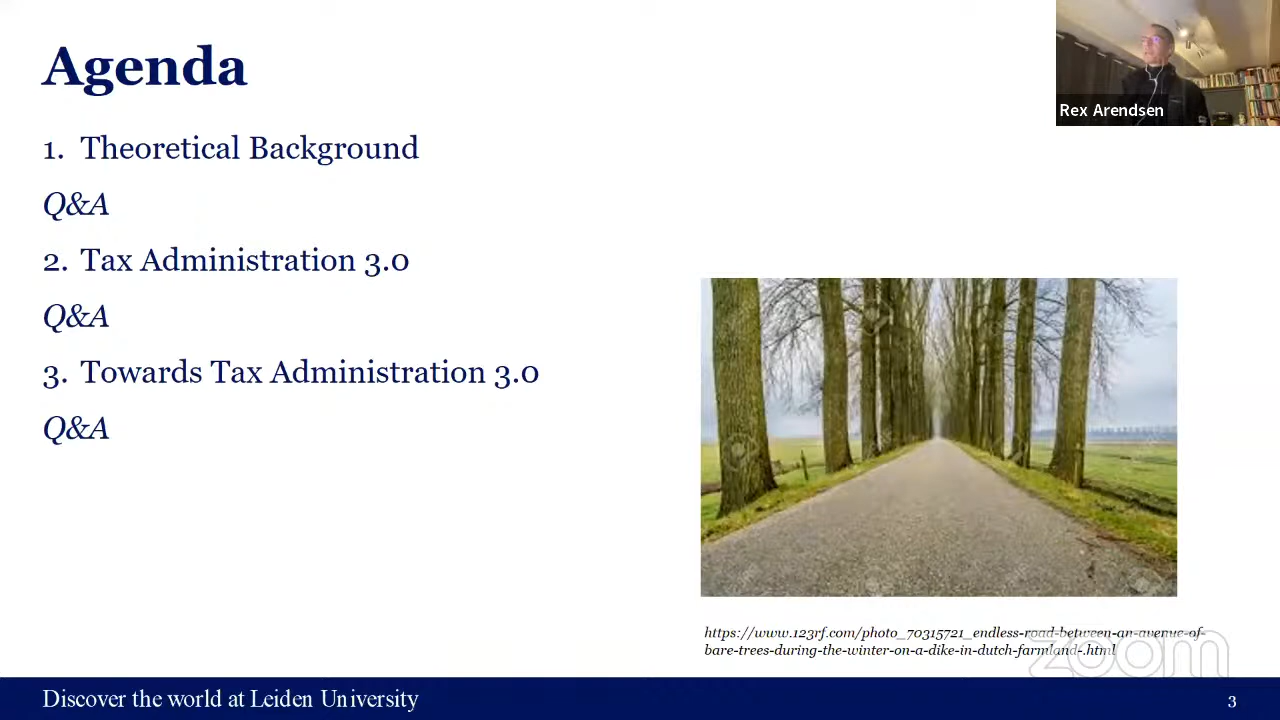 Agenda
Rex Arendsen
1. Theoretical Background
Q&A
2. Tax Administration 3.0
Q&A
3. Towards Tax Administration 3.0
Q&A
https://www.123rf.com/photo_70315721_endless-road-between-an-avenue-of-
bare-trees-during-the-winter-on-a-dike-in-dutch-farmland-.html
zoom
Discover the world at Leiden University
3